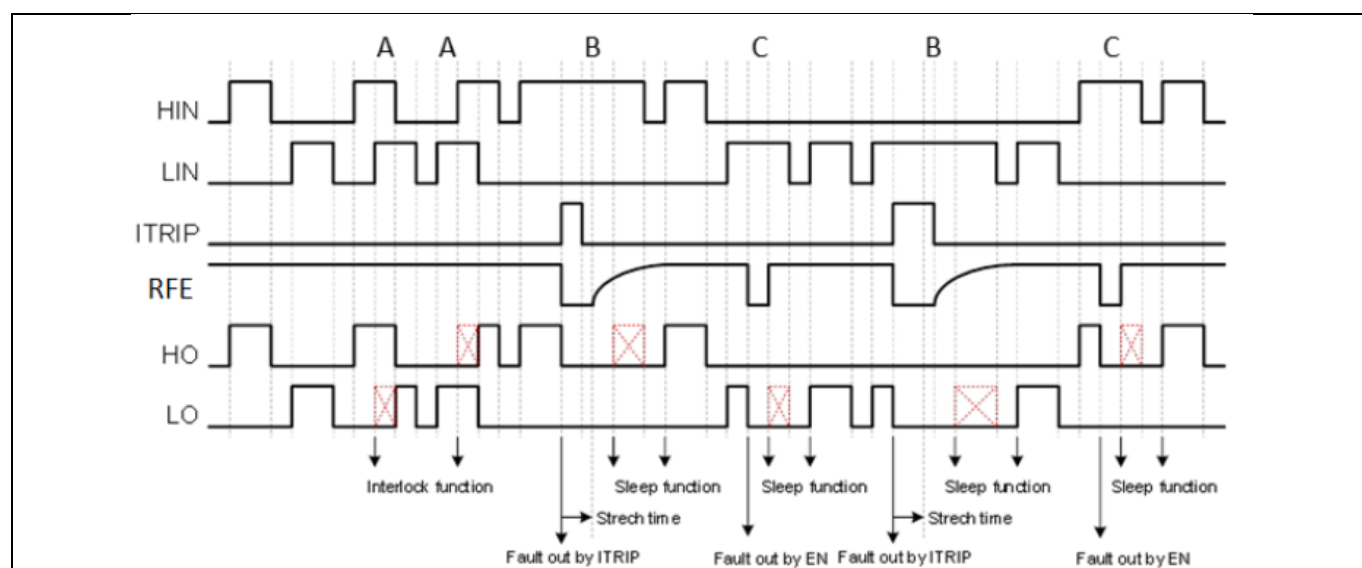 A A B C B C
HIN
LIN
ITRIP
RFE
HO
LO
Interlock function Sleep function Sleep function Sleep function Sleep function
Strech time Strech time
Fault out by ITRIP Fault out by EN Fault out by ITRIP Fault out by EN